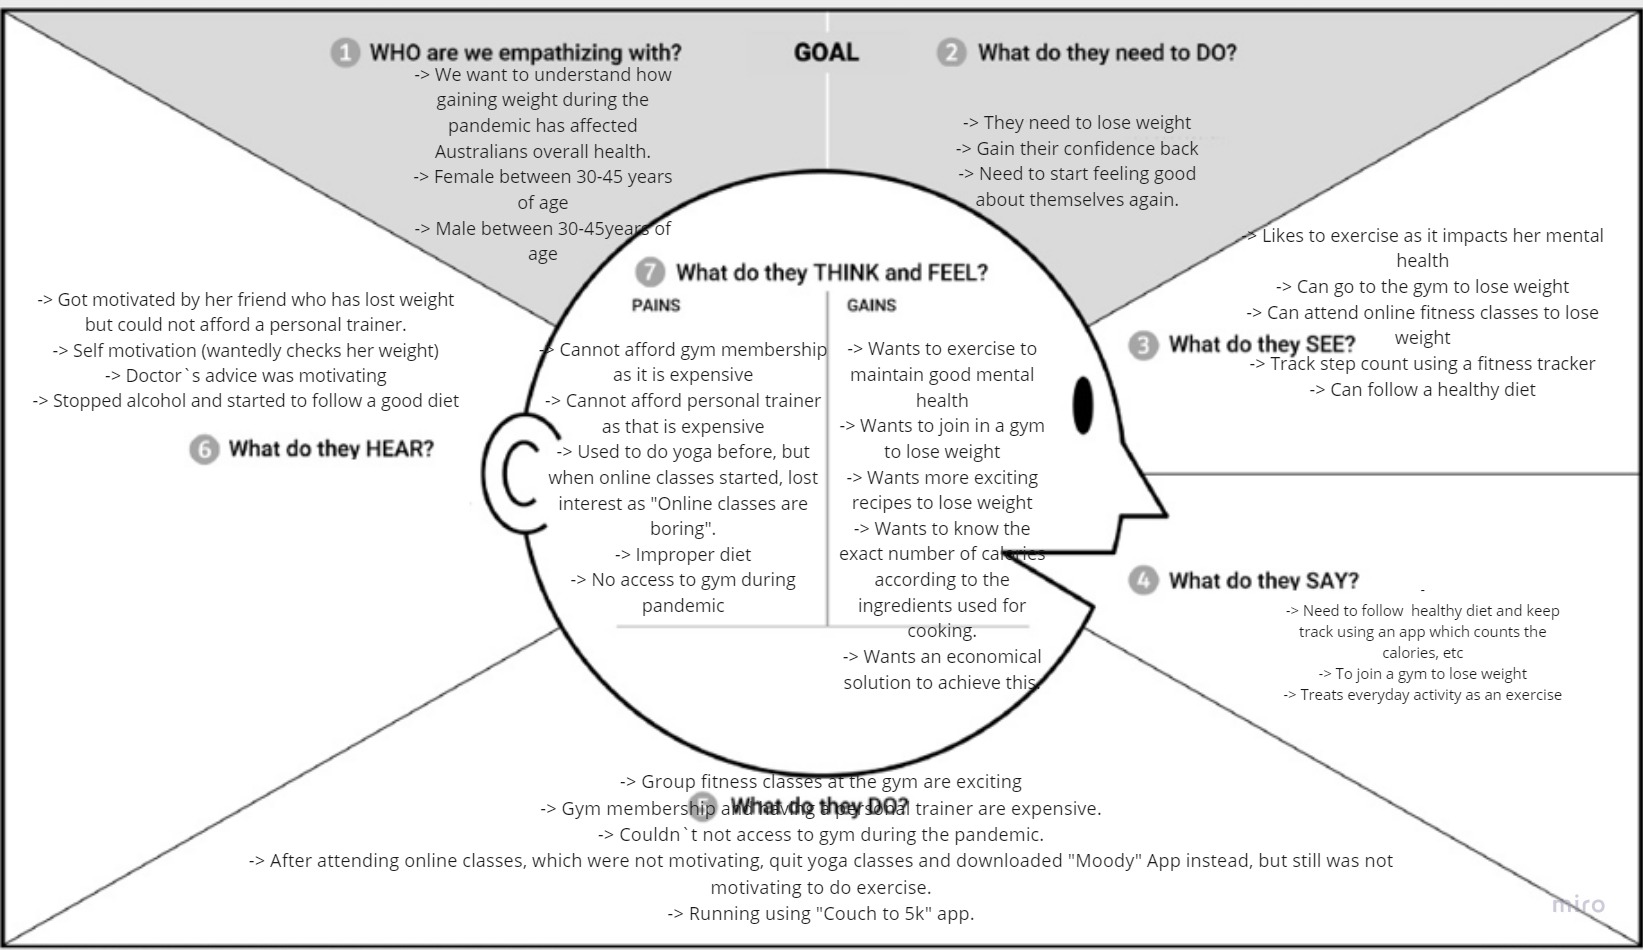 1 WHO are we empathizing with?
-> We want to understand how
gaining weight during the
pandemic has affected
Australians overall health.
-> Female between 30-45 years
of age
-> Male between 30-45years of
age
GOAL
2 What do they need to DO?
-> They need to lose weight
-> Gain their confidence back
-> Need to start feeling good
about themselves again.
-> Likes to exercise as it impacts her mental
health
-> Can go to the gym to lose weight
-> Can attend online fitness classes to lose
weight
3 What do they SEE?
-> Track step count using a fitness tracker
-> Can follow a healthy diet
4 What do they SAY?
-
-> Need to follow healthy diet and keep
track using an app which counts the
calories, etc
-> To join a gym to lose weight
-> Treats everyday activity as an exercise
-> Group fitness classes at the gym are exciting
5 What do they DO?
-> Gym membership and having a personal trainer are expensive.
-> Couldn`t not access to gym during the pandemic.
-> After attending online classes, which were not motivating, quit yoga classes and downloaded "Moody" App instead, but still was not
motivating to do exercise.
-> Running using "Couch to 5k" app.
-> Got motivated by her friend who has lost weight
but could not afford a personal trainer.
-> Self motivation (wantedly checks her weight)
-> Doctor`s advice was motivating
-> Stopped alcohol and started to follow a good diet
6 What do they HEAR?
7 What do they THINK and FEEL?
PAINS
-> Cannot afford gym membership
as it is expensive
-> Cannot afford personal trainer
as that is expensive
-> Used to do yoga before, but
when online classes started, lost
interest as "Online classes are
boring".
-> Improper diet
-> No access to gym during
pandemic
GAINS
-> Wants to exercise to
maintain good mental
health
-> Wants to join in a gym
to lose weight
-> Wants more exciting
recipes to lose weight
-> Wants to know the
exact number of calories
according to the
ingredients used for
cooking.
-> Wants an economical
solution to achieve this.
miro